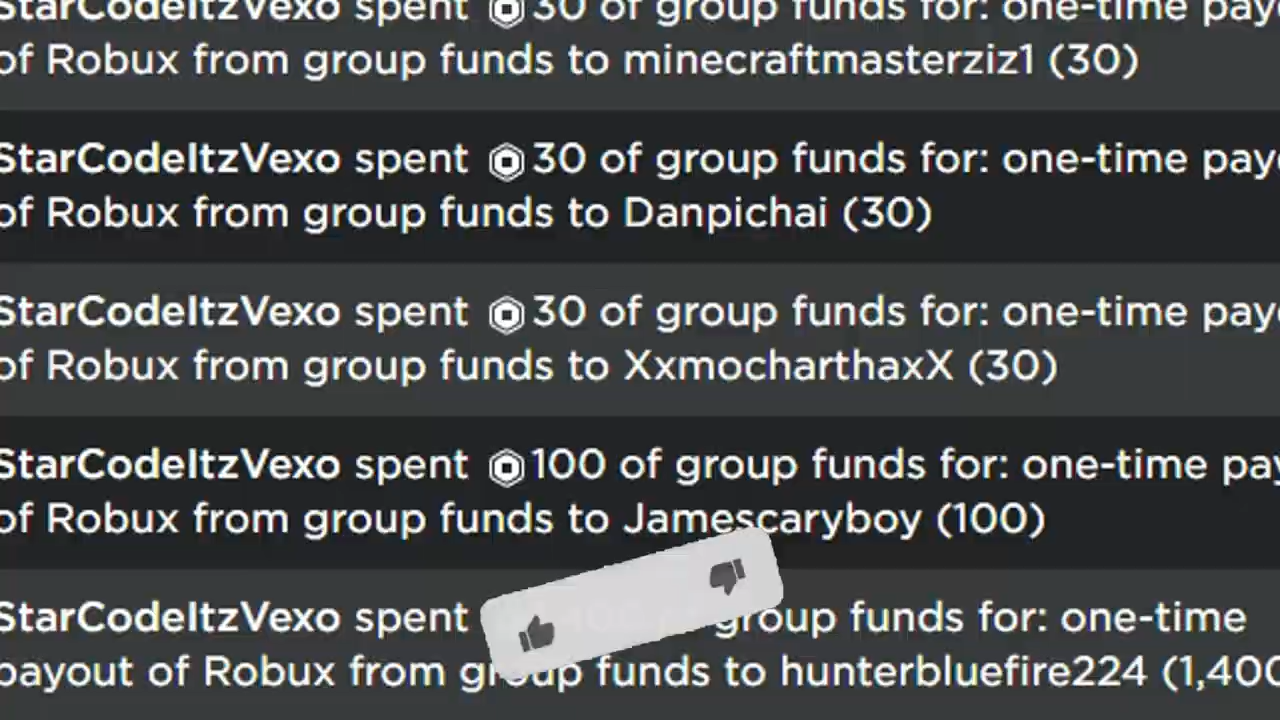 StarCodeItzVexo spent 30 of group funds for: one-time payo
of Robux from group funds to minecraftmasterziz1 (30)
StarCodeItzVexo spent 30 of group funds for: one-time payo
of Robux from group funds to Danpichai (30)
StarCodeItzVexo spent 30 of group funds for: one-time payo
of Robux from group funds to XxmocharthaxX (30)
StarCodeItzVexo spent 100 of group funds for: one-time pay
of Robux from group funds to Jamescaryboy (100)
StarCodeItzVexo spent group funds for: one-time
payout of Robux from group funds to hunterbluefire224 (1,400